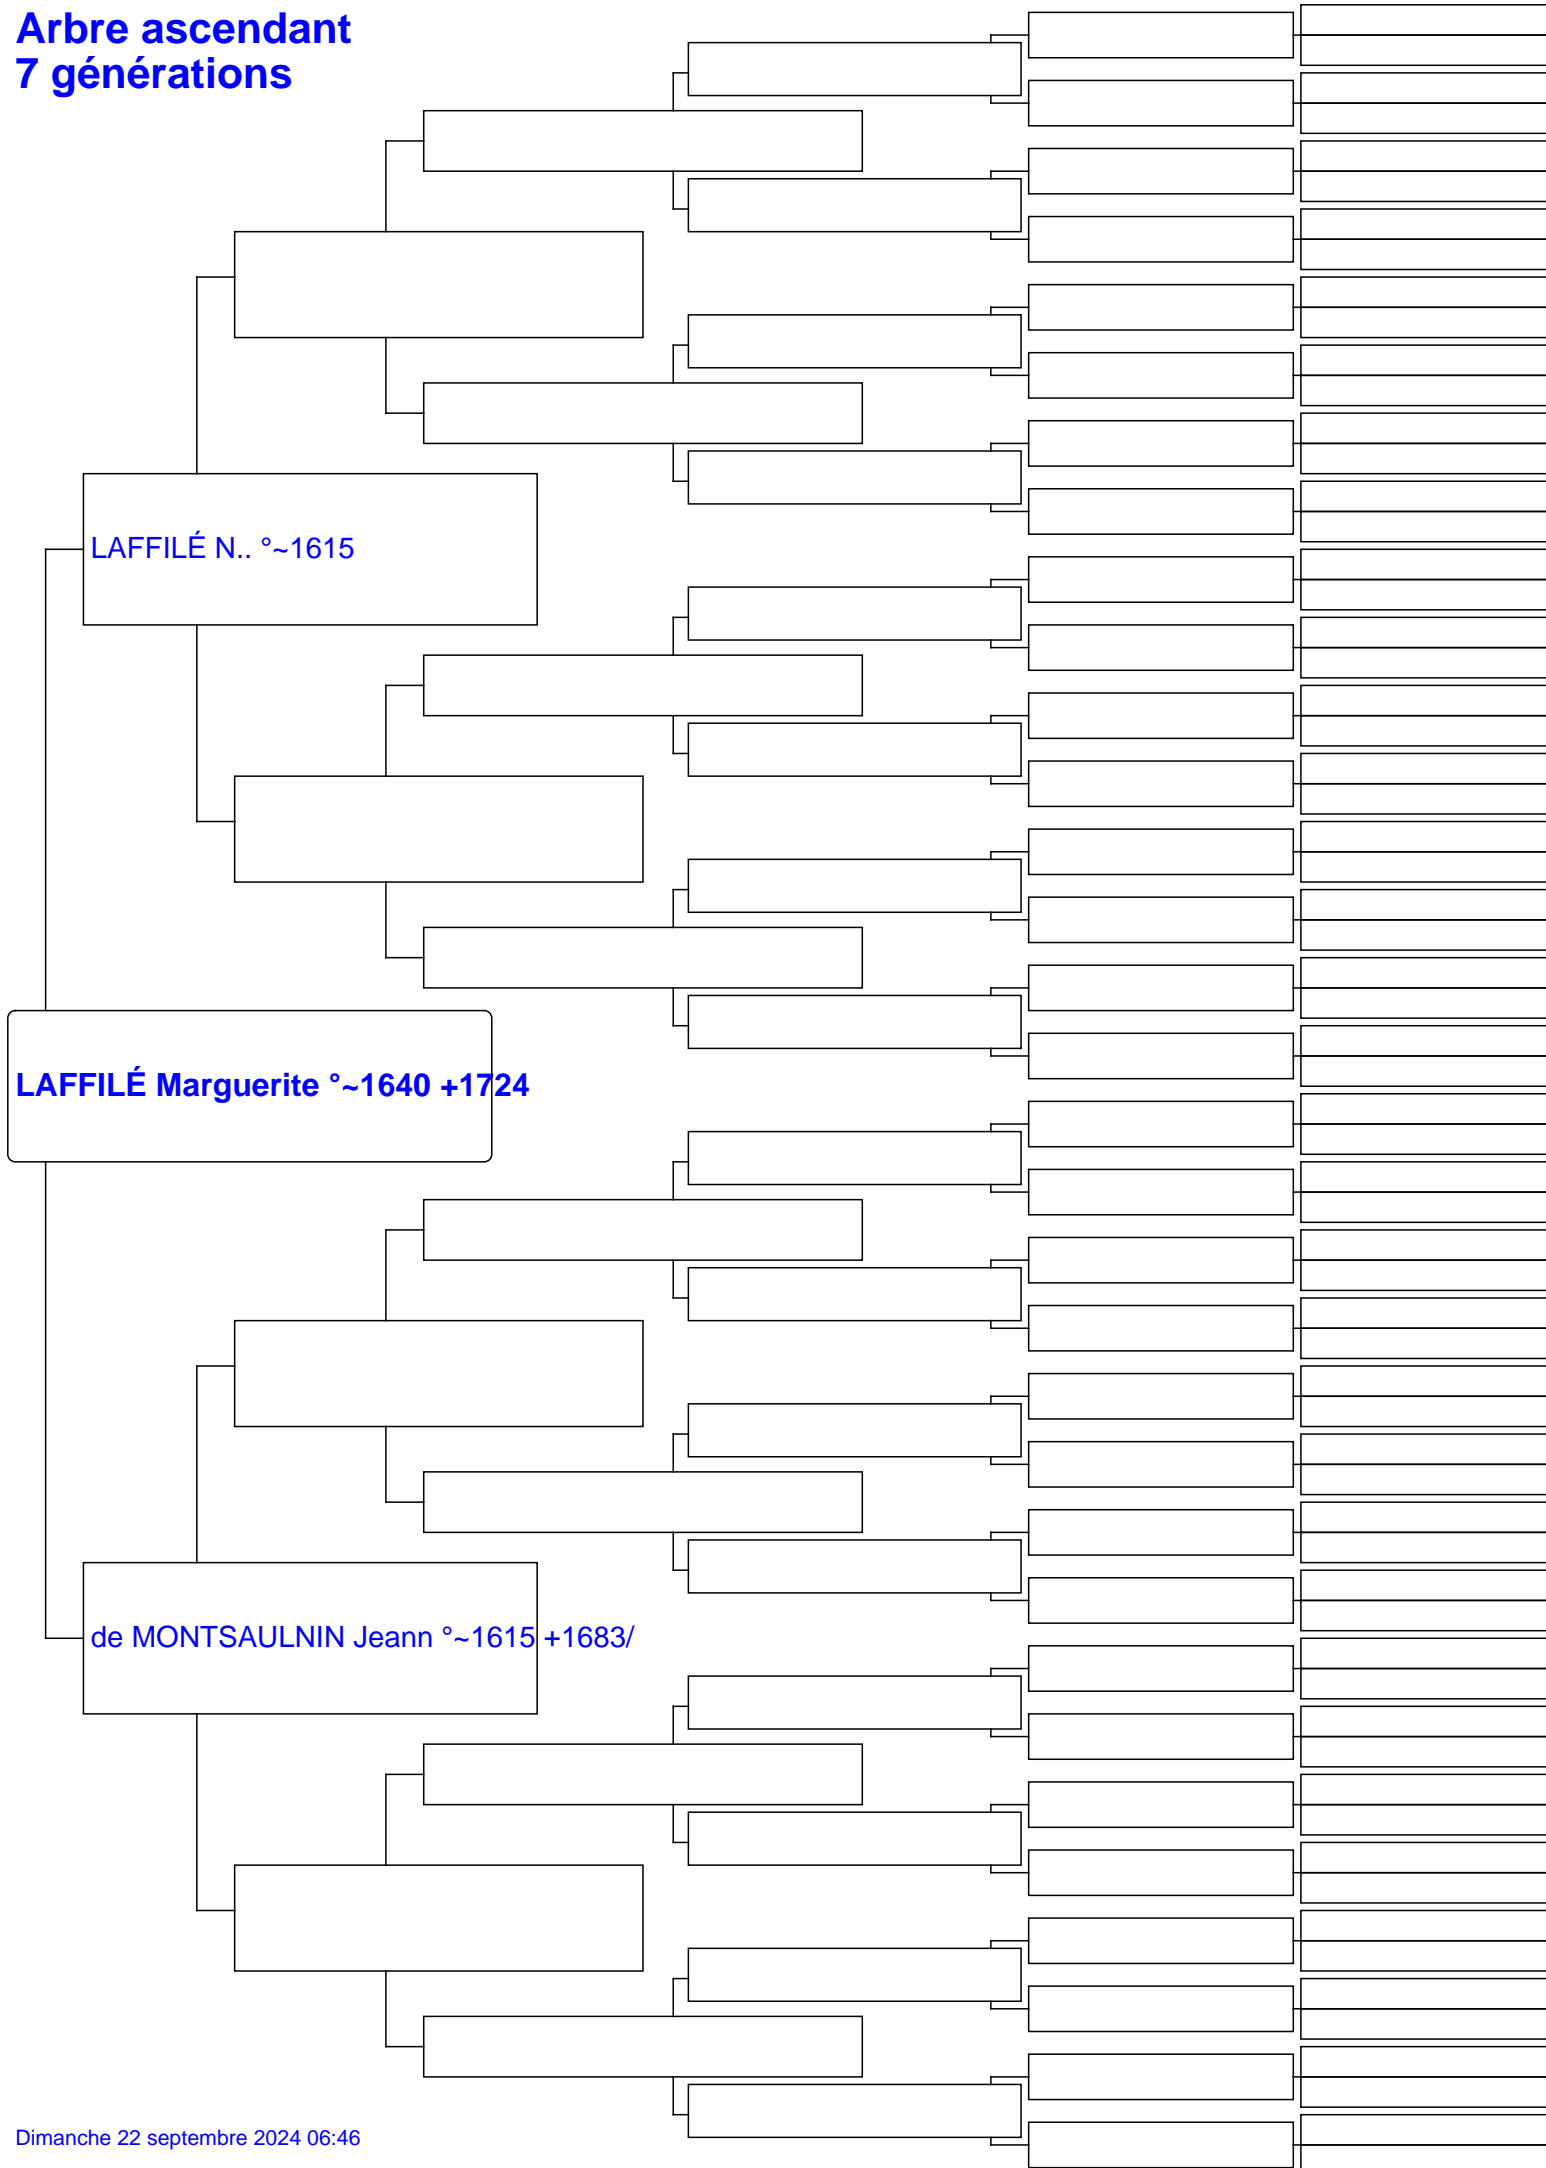 Arbre ascendant
7 générations
LAFFILÉ N.. °~1615
LAFFILÉ Marguerite °~1640 +1724
de MONTSAULNIN Jeann °~1615 +1683/
Dimanche 22 septembre 2024 06:46